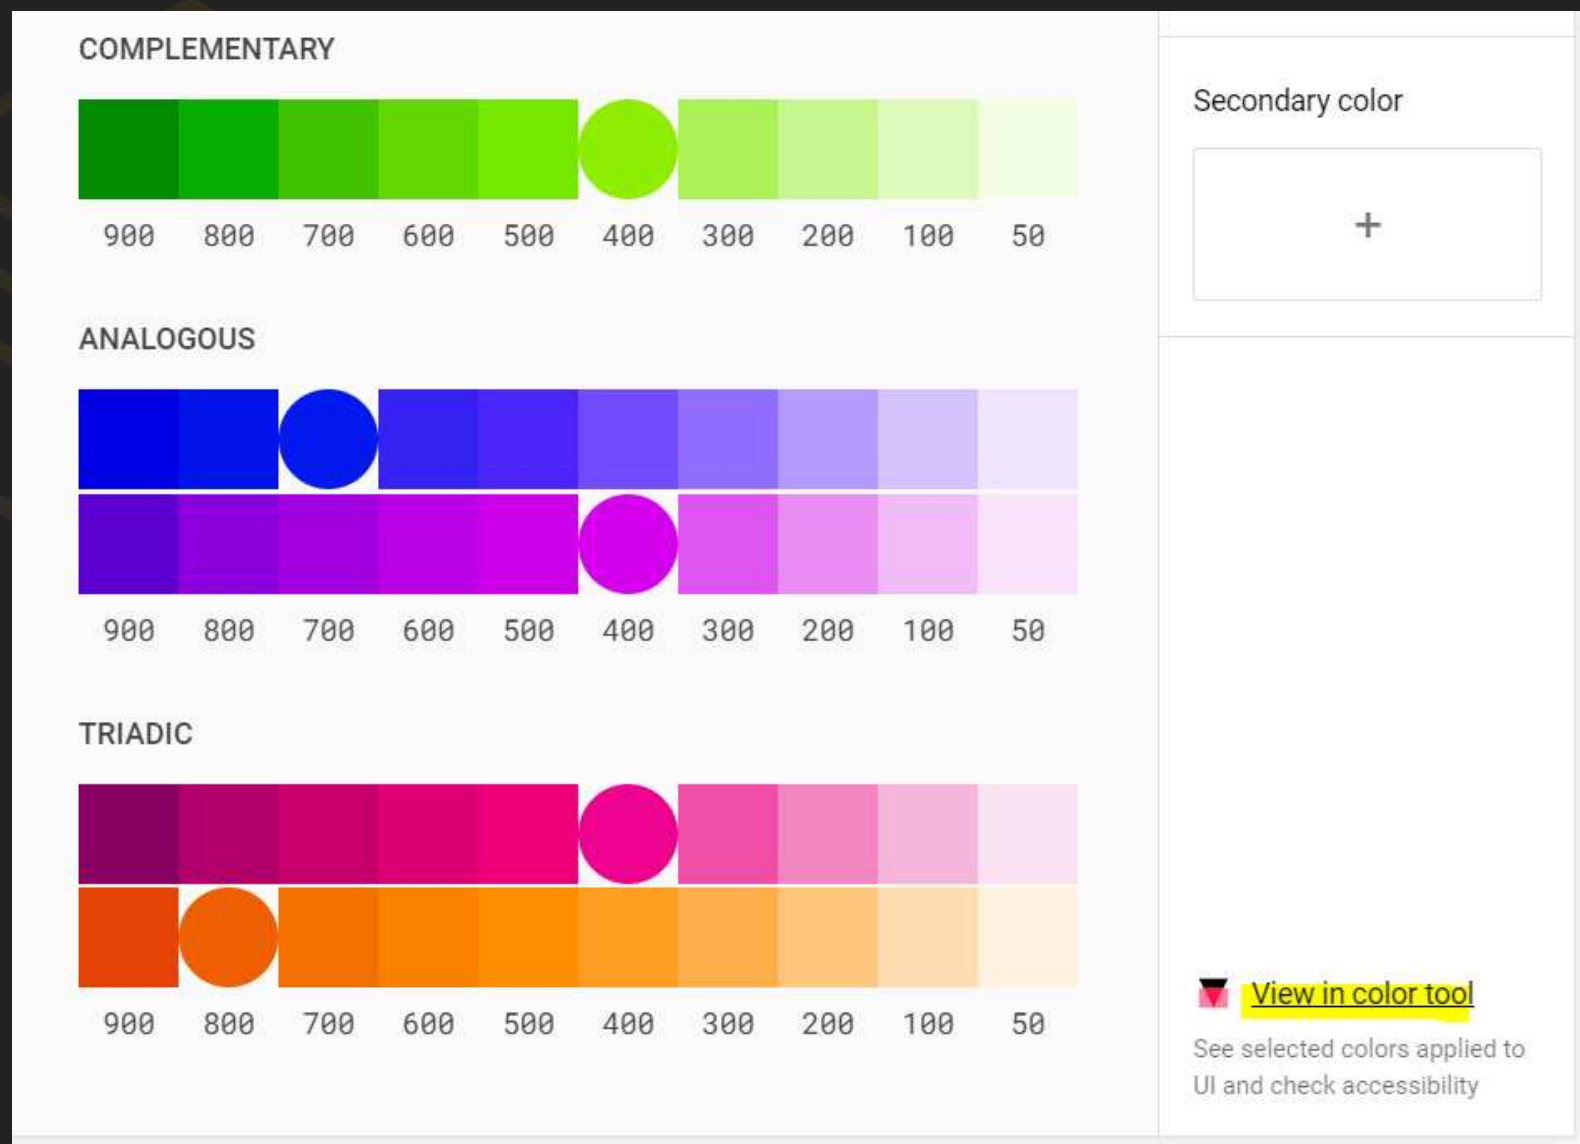 COMPLEMENTARY
900 800 700 600 500 400 300 200 100 50
ANALOGOUS
900 800 700 600 500 400 300 200 100 50
TRIADIC
900 800 700 600 500 400 300 200 100 50
Secondary color
+
View in color tool
See selected colors applied to
UI and check accessibility